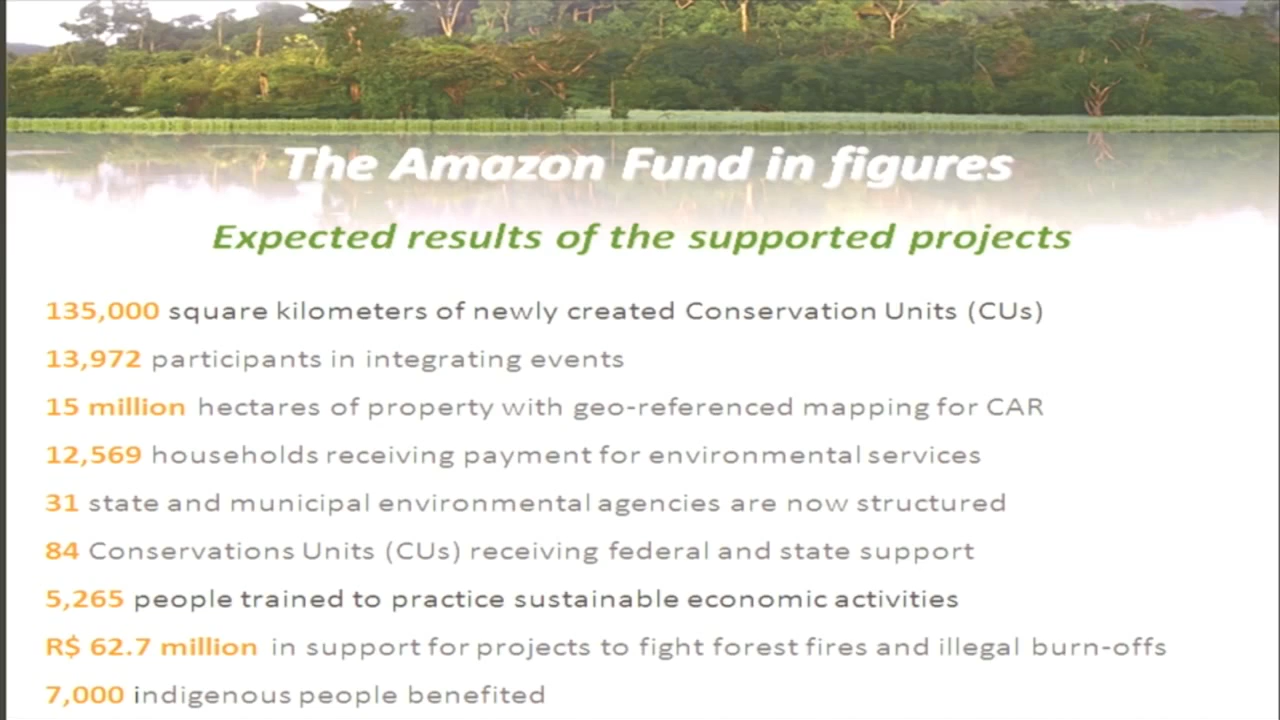 The Amazon Fund in figures
Expected results of the supported projects
135,000 square kilometers of newly created Conservation Units (CUs)
13,972 participants in integrating events
15 million hectares of property with geo-referenced mapping for CAR
12,569 households receiving payment for environmental services
31 state and municipal environmental agencies are now structured
84 Conservations Units (CUs) receiving federal and state support
5,265 people trained to practice sustainable economic activities
R$ 62.7 million in support for projects to fight forest fires and illegal burn-offs
7,000 indigenous people benefited